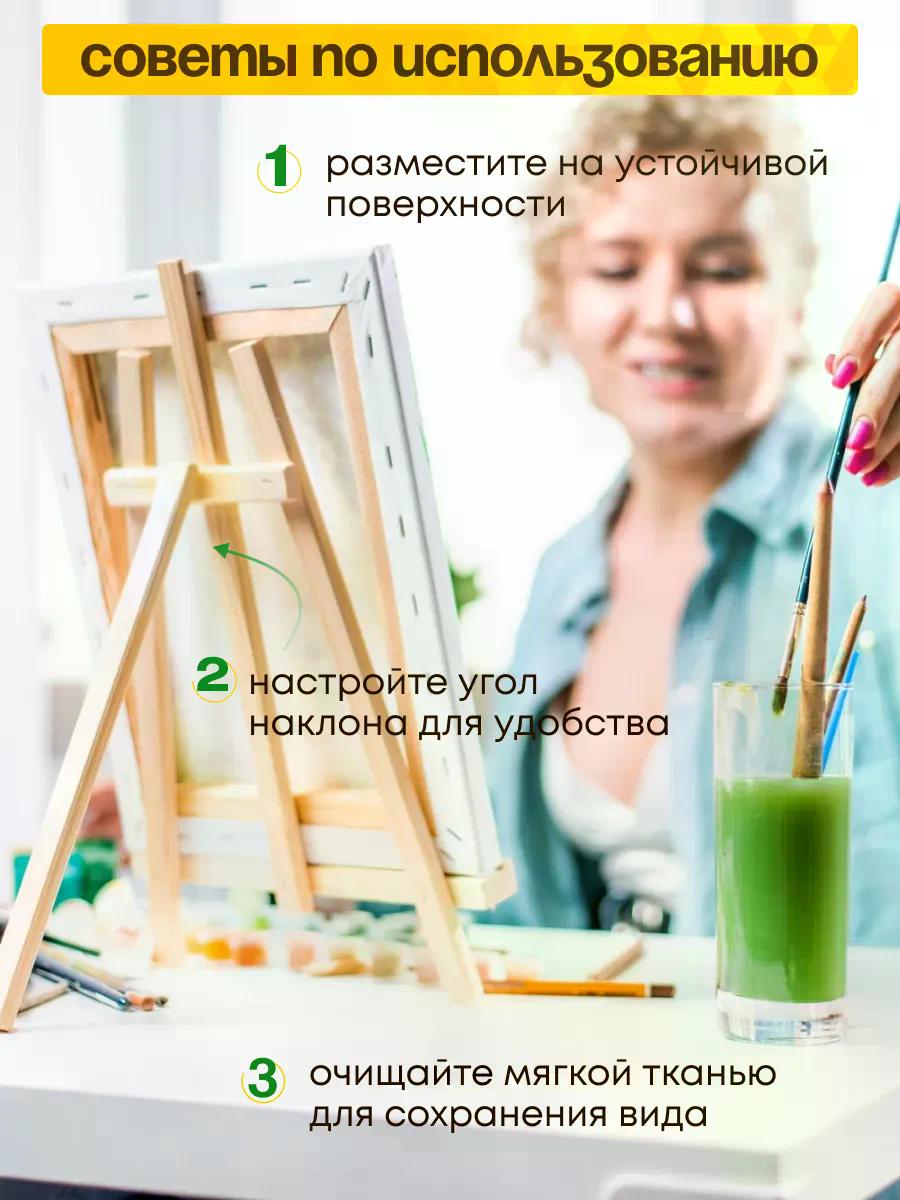 советы по использованию
1 разместите на устойчивой
поверхности
2 настройте угол
наклона для удобства
3 очищайте мягкой тканью
для сохранения вида